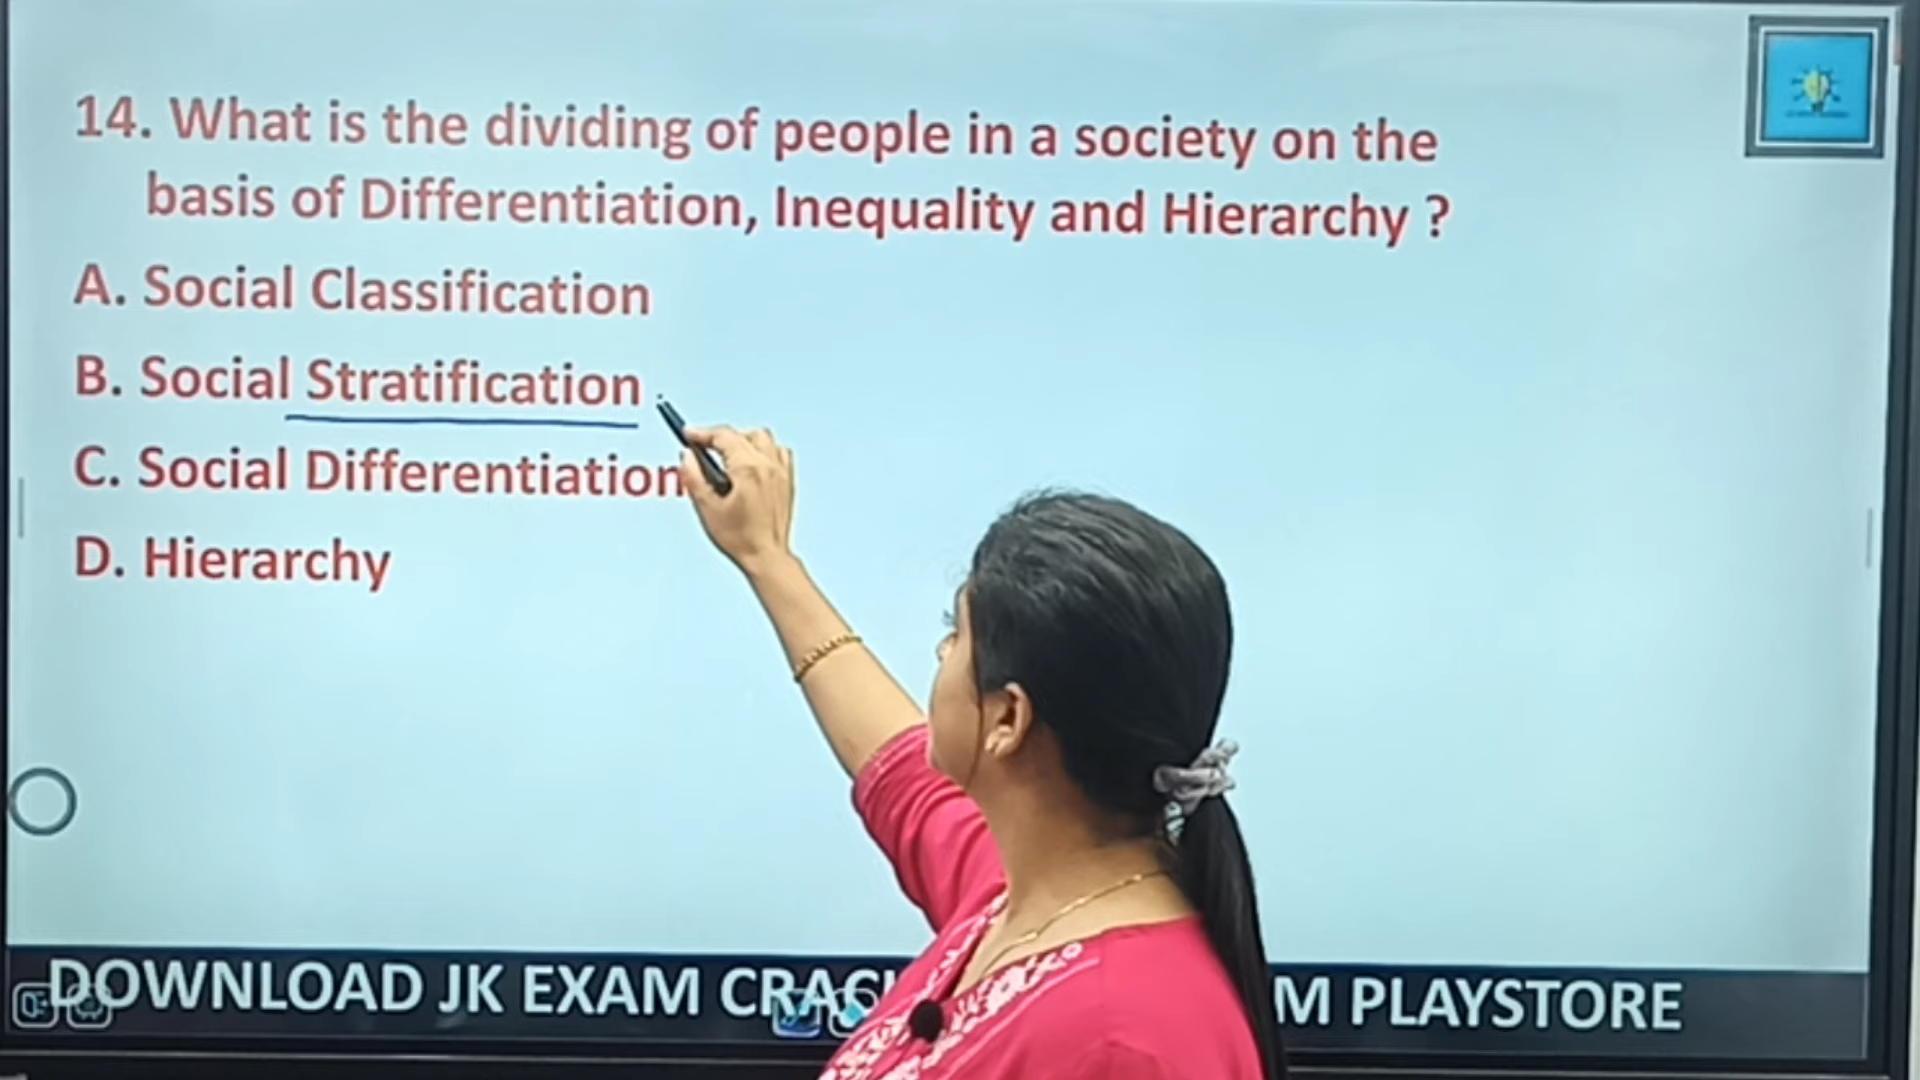 14. What is the dividing of people in a society on the
basis of Differentiation, Inequality and Hierarchy ?
A. Social Classification
B. Social Stratification
C. Social Differentiation
D. Hierarchy
DOWNLOAD JK EXAM PLAYSTORE